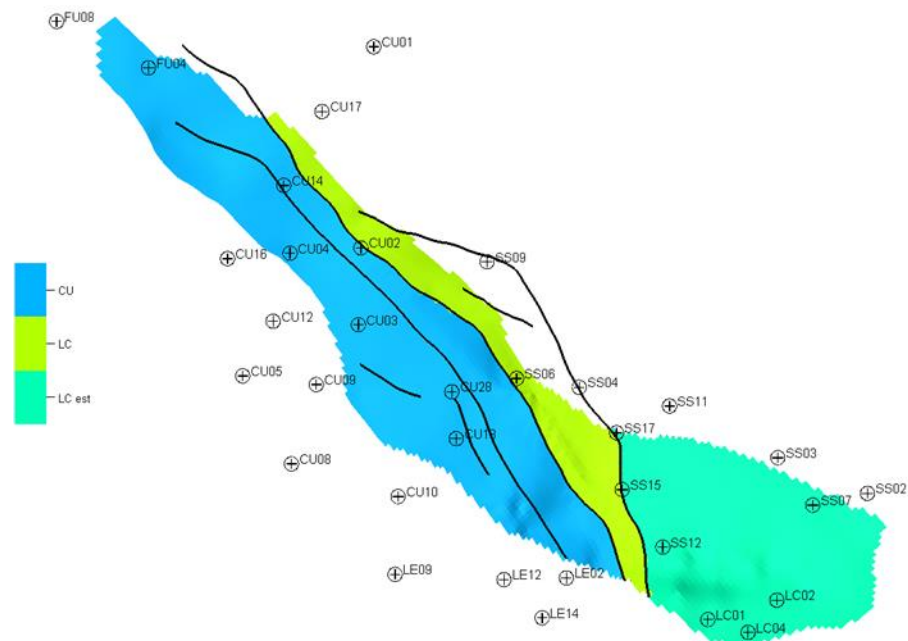 FU08
CU01
FU04
CU17
CU14
CU02
CU04
CU16
SS09
CU
CU12
CU03
LC
SS06
CU05
CU09
SS04
CU28
LC est
SS11
SS17
CU18
SS03
CU08
SS15
SS02
CU10
SS07
SS12
LE09
LE12
LE02
LC02
LE14
LC01
LC04